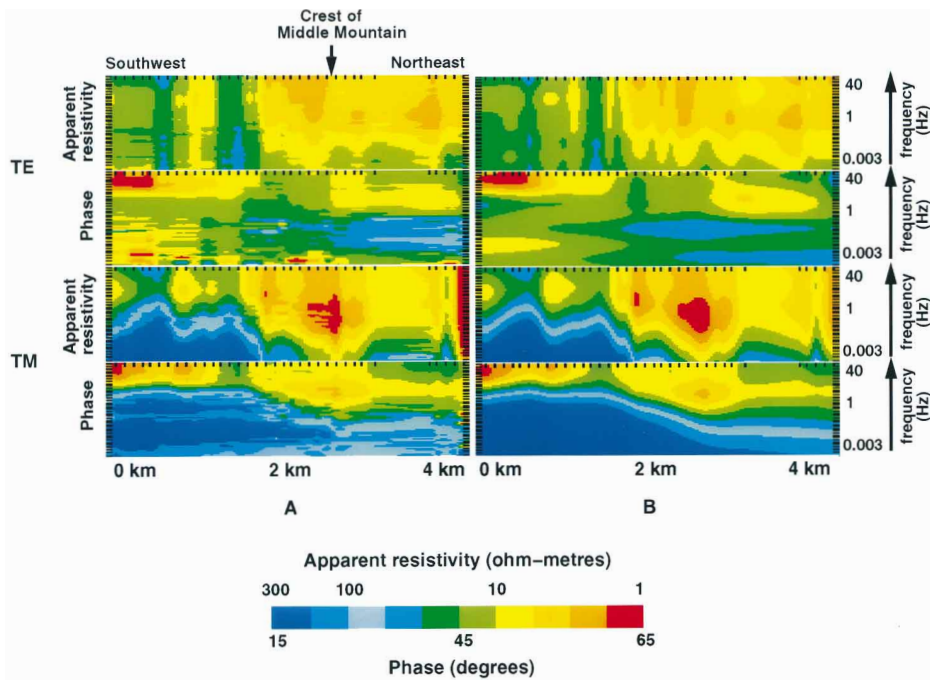 Crest of
Middle Mountain
Southwest
Northeast
TE
Apparent
resistivity
40
1
0.003
frequency
(Hz)
Phase
40
1
0.003
frequency
(Hz)
TM
Apparent
resistivity
40
1
0.003
frequency
(Hz)
Phase
40
1
0.003
frequency
(Hz)
0 km
2 km
4 km
0 km
2 km
4 km
A
B
Apparent resistivity (ohm-metres)
300
100
10
1
15
45
65
Phase (degrees)